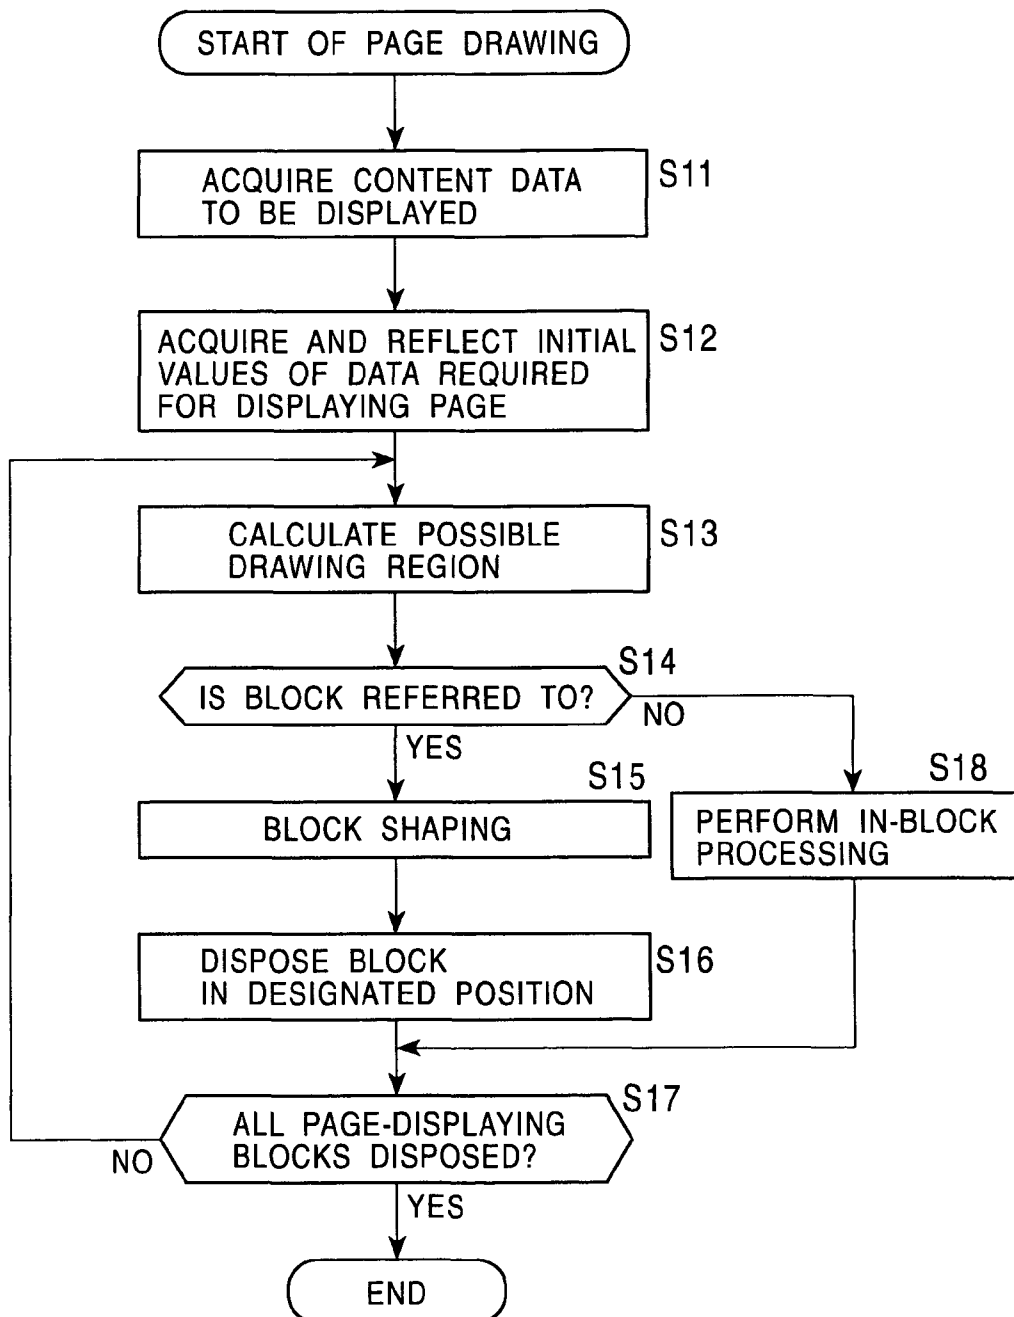 START OF PAGE DRAWING
S11
ACQUIRE CONTENT DATA
TO BE DISPLAYED
S12
ACQUIRE AND REFLECT INITIAL
VALUES OF DATA REQUIRED
FOR DISPLAYING PAGE
S13
CALCULATE POSSIBLE
DRAWING REGION
S14
IS BLOCK REFERRED TO?
NO
YES
S15
BLOCK SHAPING
S18
PERFORM IN-BLOCK
PROCESSING
S16
DISPOSE BLOCK
IN DESIGNATED POSITION
S17
ALL PAGE-DISPLAYING
BLOCKS DISPOSED?
NO
YES
END